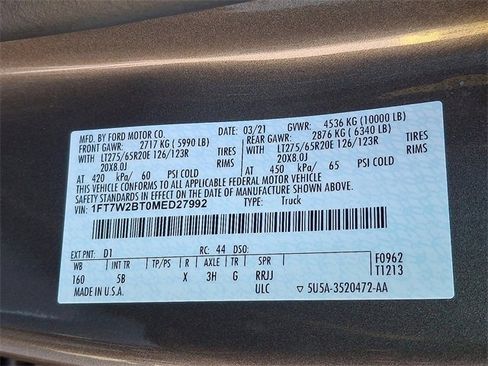 MFD. BY FORD MOTOR CO. 03/21 GVWR: 4536 KG (10000 LB)
FRONT GAWR: 2717 KG ( 5990 LB) REAR GAWR: 2876 KG ( 6340 LB)
WITH LT275/65R20E 126/123R TIRES WITH LT275/65R20E 126/123R TIRES
20X8.0J RIMS 20X8.0J RIMS
AT 420 kPa/ 60 PSI COLD AT 450 kPa/ 65 PSI COLD
THIS VEHICLE CONFORMS TO ALL APPLICABLE FEDERAL MOTOR VEHICLE
SAFETY STANDARDS IN EFFECT ON THE DATE OF MANUFACTURE SHOWN ABOVE.
VIN: 1FT7W2BT0MED27992 TYPE: Truck
EXT PNT: D1 RC: 44 DSO: F0962
WB INT TR TP/PS R AXLE TR SPR T1213
160 5B X 3H G RRJJ
MADE IN U.S.A. ULC ▽ 5U5A-3520472-AA